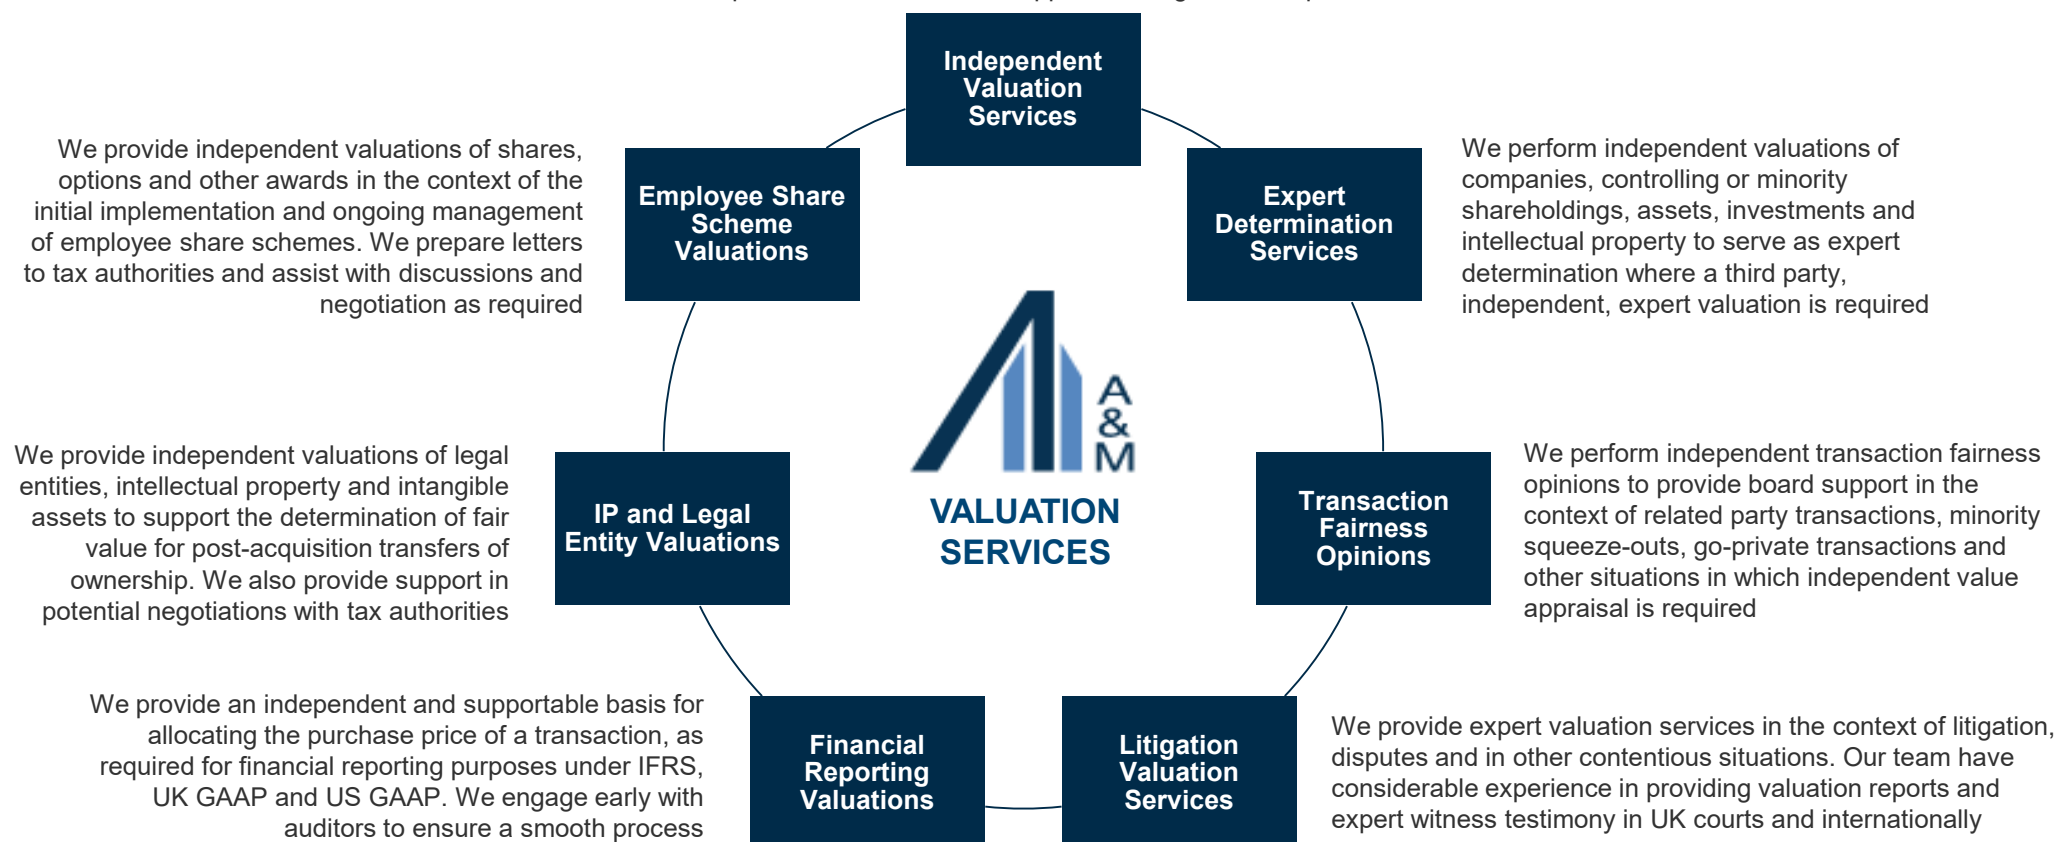 Independent
Valuation
Services
We provide independent valuations of shares,
options and other awards in the context of the
initial implementation and ongoing management
of employee share schemes. We prepare letters
to tax authorities and assist with discussions and
negotiation as required
Employee Share
Scheme
Valuations
Expert
Determination
Services
We perform independent valuations of
companies, controlling or minority
shareholdings, assets, investments and
intellectual property to serve as expert
determination where a third party,
independent, expert valuation is required
A
&
M
VALUATION
SERVICES
We provide independent valuations of legal
entities, intellectual property and intangible
assets to support the determination of fair
value for post-acquisition transfers of
ownership. We also provide support in
potential negotiations with tax authorities
IP and Legal
Entity Valuations
Transaction
Fairness
Opinions
We perform independent transaction fairness
opinions to provide board support in the
context of related party transactions, minority
squeeze-outs, go-private transactions and
other situations in which independent value
appraisal is required
We provide an independent and supportable basis for
allocating the purchase price of a transaction, as
required for financial reporting purposes under IFRS,
UK GAAP and US GAAP. We engage early with
auditors to ensure a smooth process
Financial
Reporting
Valuations
Litigation
Valuation
Services
We provide expert valuation services in the context of litigation,
disputes and in other contentious situations. Our team have
considerable experience in providing valuation reports and
expert witness testimony in UK courts and internationally